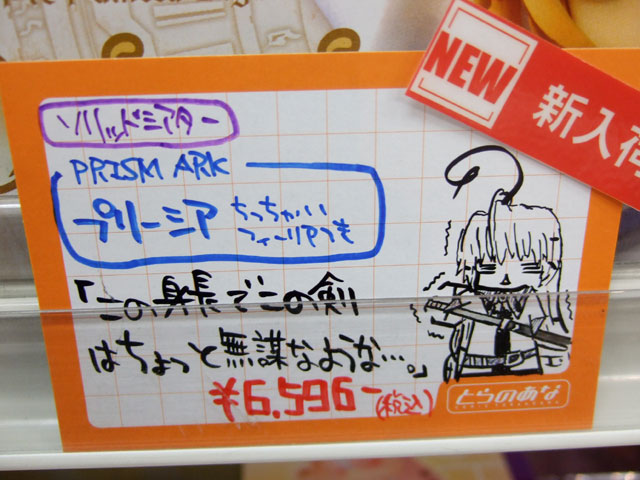 NEW
新入荷
ソリッドシアター
PRISM ARK
プリーシア
ちっちゃい
フィーリアつき
「この身長でこの剣
はちょっと無謀なような…。」
¥6,596-(税込)
とらのあな